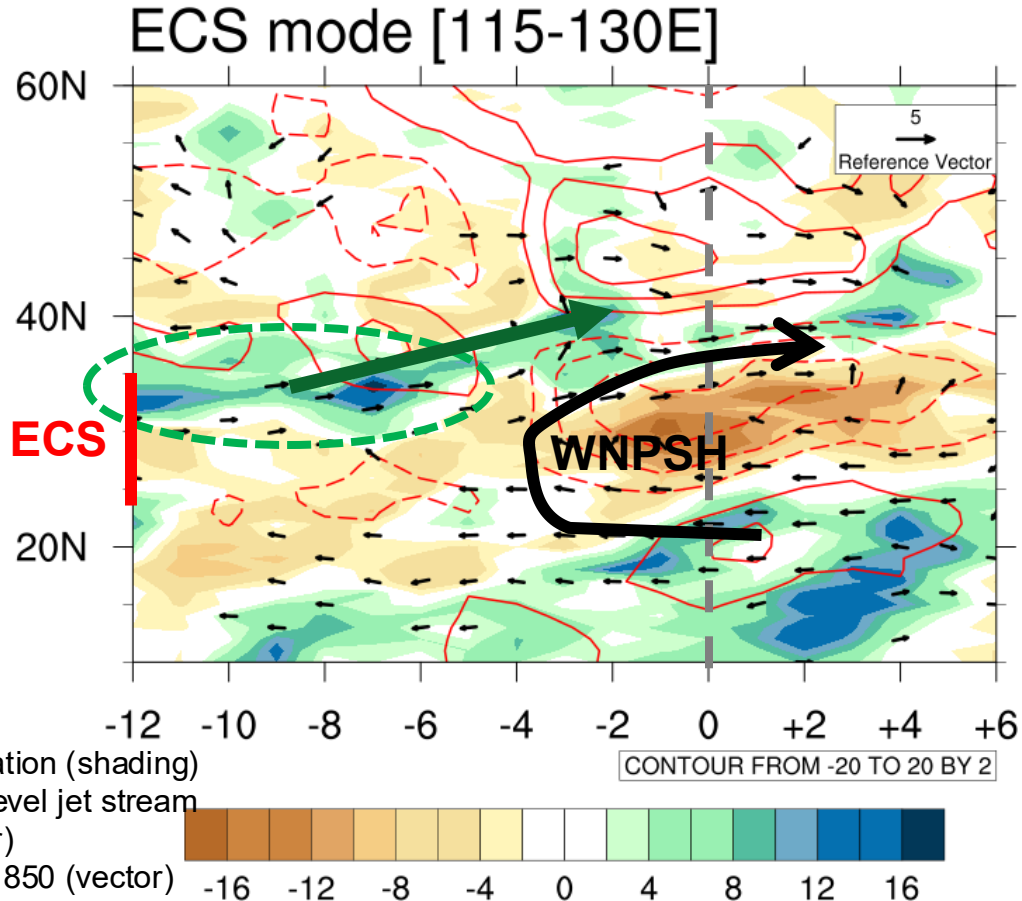 ECS mode [115-130E]
60N
5
Reference Vector
40N
ECS
WNPSH
20N
-12 -10 -8 -6 -4 -2 0 +2 +4 +6
ation (shading)
CONTOUR FROM -20 TO 20 BY 2
evel jet stream
r)
850 (vector)
-16 -12 -8 -4 0 4 8 12 16